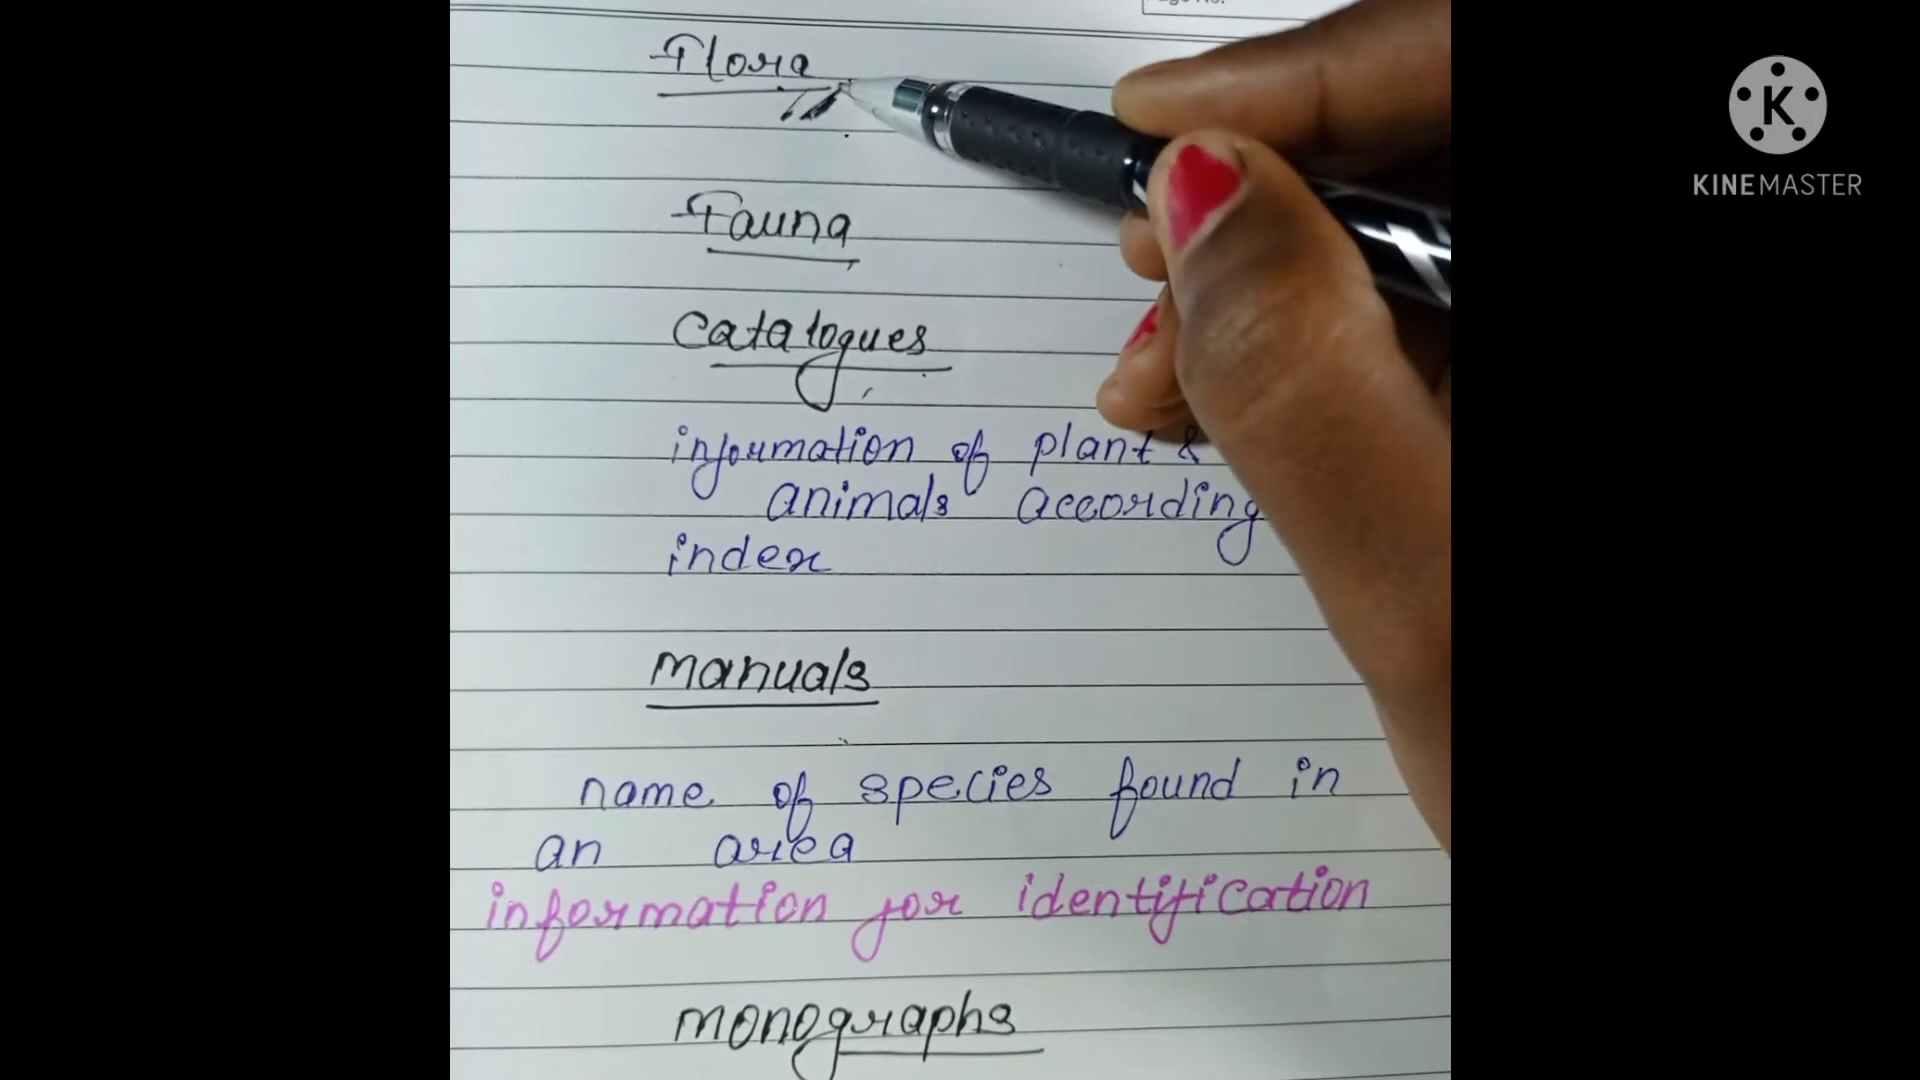 Flora
Fauna
Catalogues
information of plant &
animals according
index
Manuals
name of species found in
an area
information for identification
Monographs
K
KINEMASTER